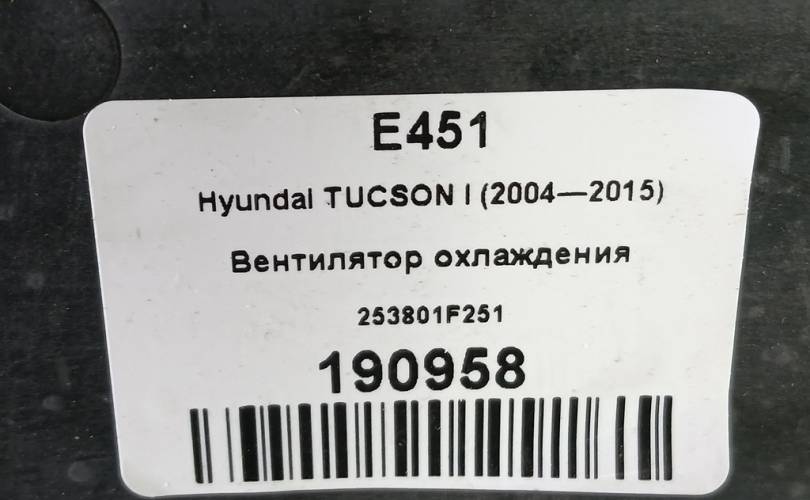 E451
Hyundai TUCSON I (2004—2015)
Вентилятор охлаждения
253801F251
190958